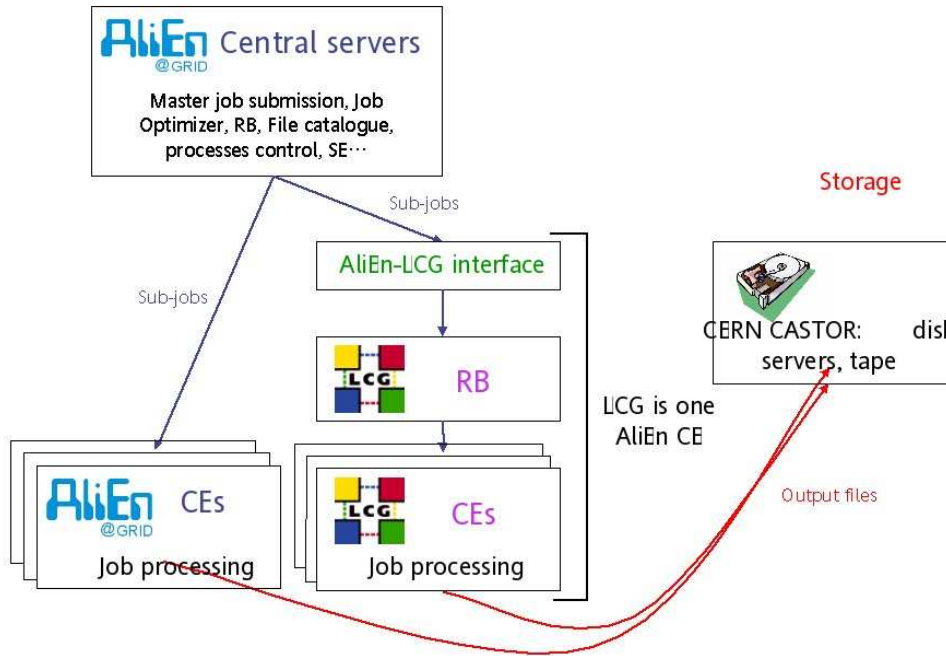 AliEn @GRID Central servers
Master job submission, Job
Optimizer, RB, File catalogue,
processes control, SE…
Storage
Sub-jobs
Sub-jobs
AliEn-LCG interface
CERN CASTOR: disk
servers, tape
LCG RB
LCG is one
AliEn CE
AliEn @GRID CEs
Job processing
LCG CEs
Job processing
Output files